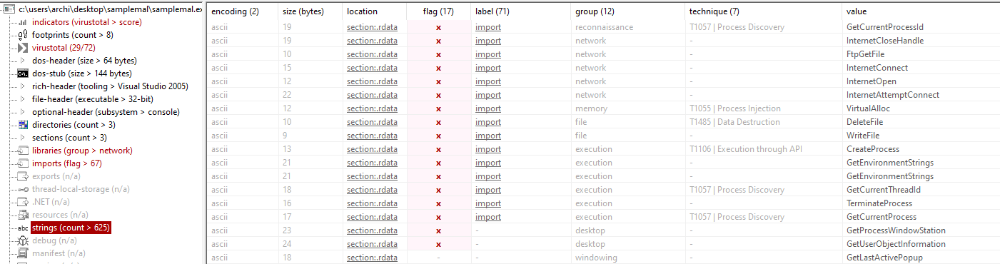 c:\users\archi\desktop\samplemal\samplemal.ex
indicators (virustotal > score)
footprints (count > 8)
virustotal (29/72)
dos-header (size > 64 bytes)
dos-stub (size > 144 bytes)
rich-header (tooling > Visual Studio 2005)
file-header (executable > 32-bit)
optional-header (subsystem > console)
directories (count > 3)
sections (count > 3)
libraries (group > network)
imports (flag > 67)
exports (n/a)
thread-local-storage (n/a)
.NET (n/a)
resources (n/a)
abc strings (count > 625)
debug (n/a)
manifest (n/a)
encoding (2) size (bytes) location flag (17) label (71) group (12) technique (7) value
ascii 19 section:.rdata x import reconnaissance T1057 | Process Discovery GetCurrentProcessId
ascii 19 section:.rdata x import network - InternetCloseHandle
ascii 10 section:.rdata x import network - FtpGetFile
ascii 15 section:.rdata x import network - InternetConnect
ascii 12 section:.rdata x import network - InternetOpen
ascii 22 section:.rdata x import network - InternetAttemptConnect
ascii 12 section:.rdata x import memory T1055 | Process Injection VirtualAlloc
ascii 10 section:.rdata x import file T1485 | Data Destruction DeleteFile
ascii 9 section:.rdata x import file - WriteFile
ascii 13 section:.rdata x import execution T1106 | Execution through API CreateProcess
ascii 21 section:.rdata x import execution - GetEnvironmentStrings
ascii 21 section:.rdata x import execution - GetEnvironmentStrings
ascii 18 section:.rdata x import execution T1057 | Process Discovery GetCurrentThreadId
ascii 16 section:.rdata x import execution - TerminateProcess
ascii 17 section:.rdata x import execution T1057 | Process Discovery GetCurrentProcess
ascii 23 section:.rdata x - desktop - GetProcessWindowStation
ascii 24 section:.rdata x - desktop - GetUserObjectInformation
ascii 18 section:.rdata - - windowing - GetLastActivePopup